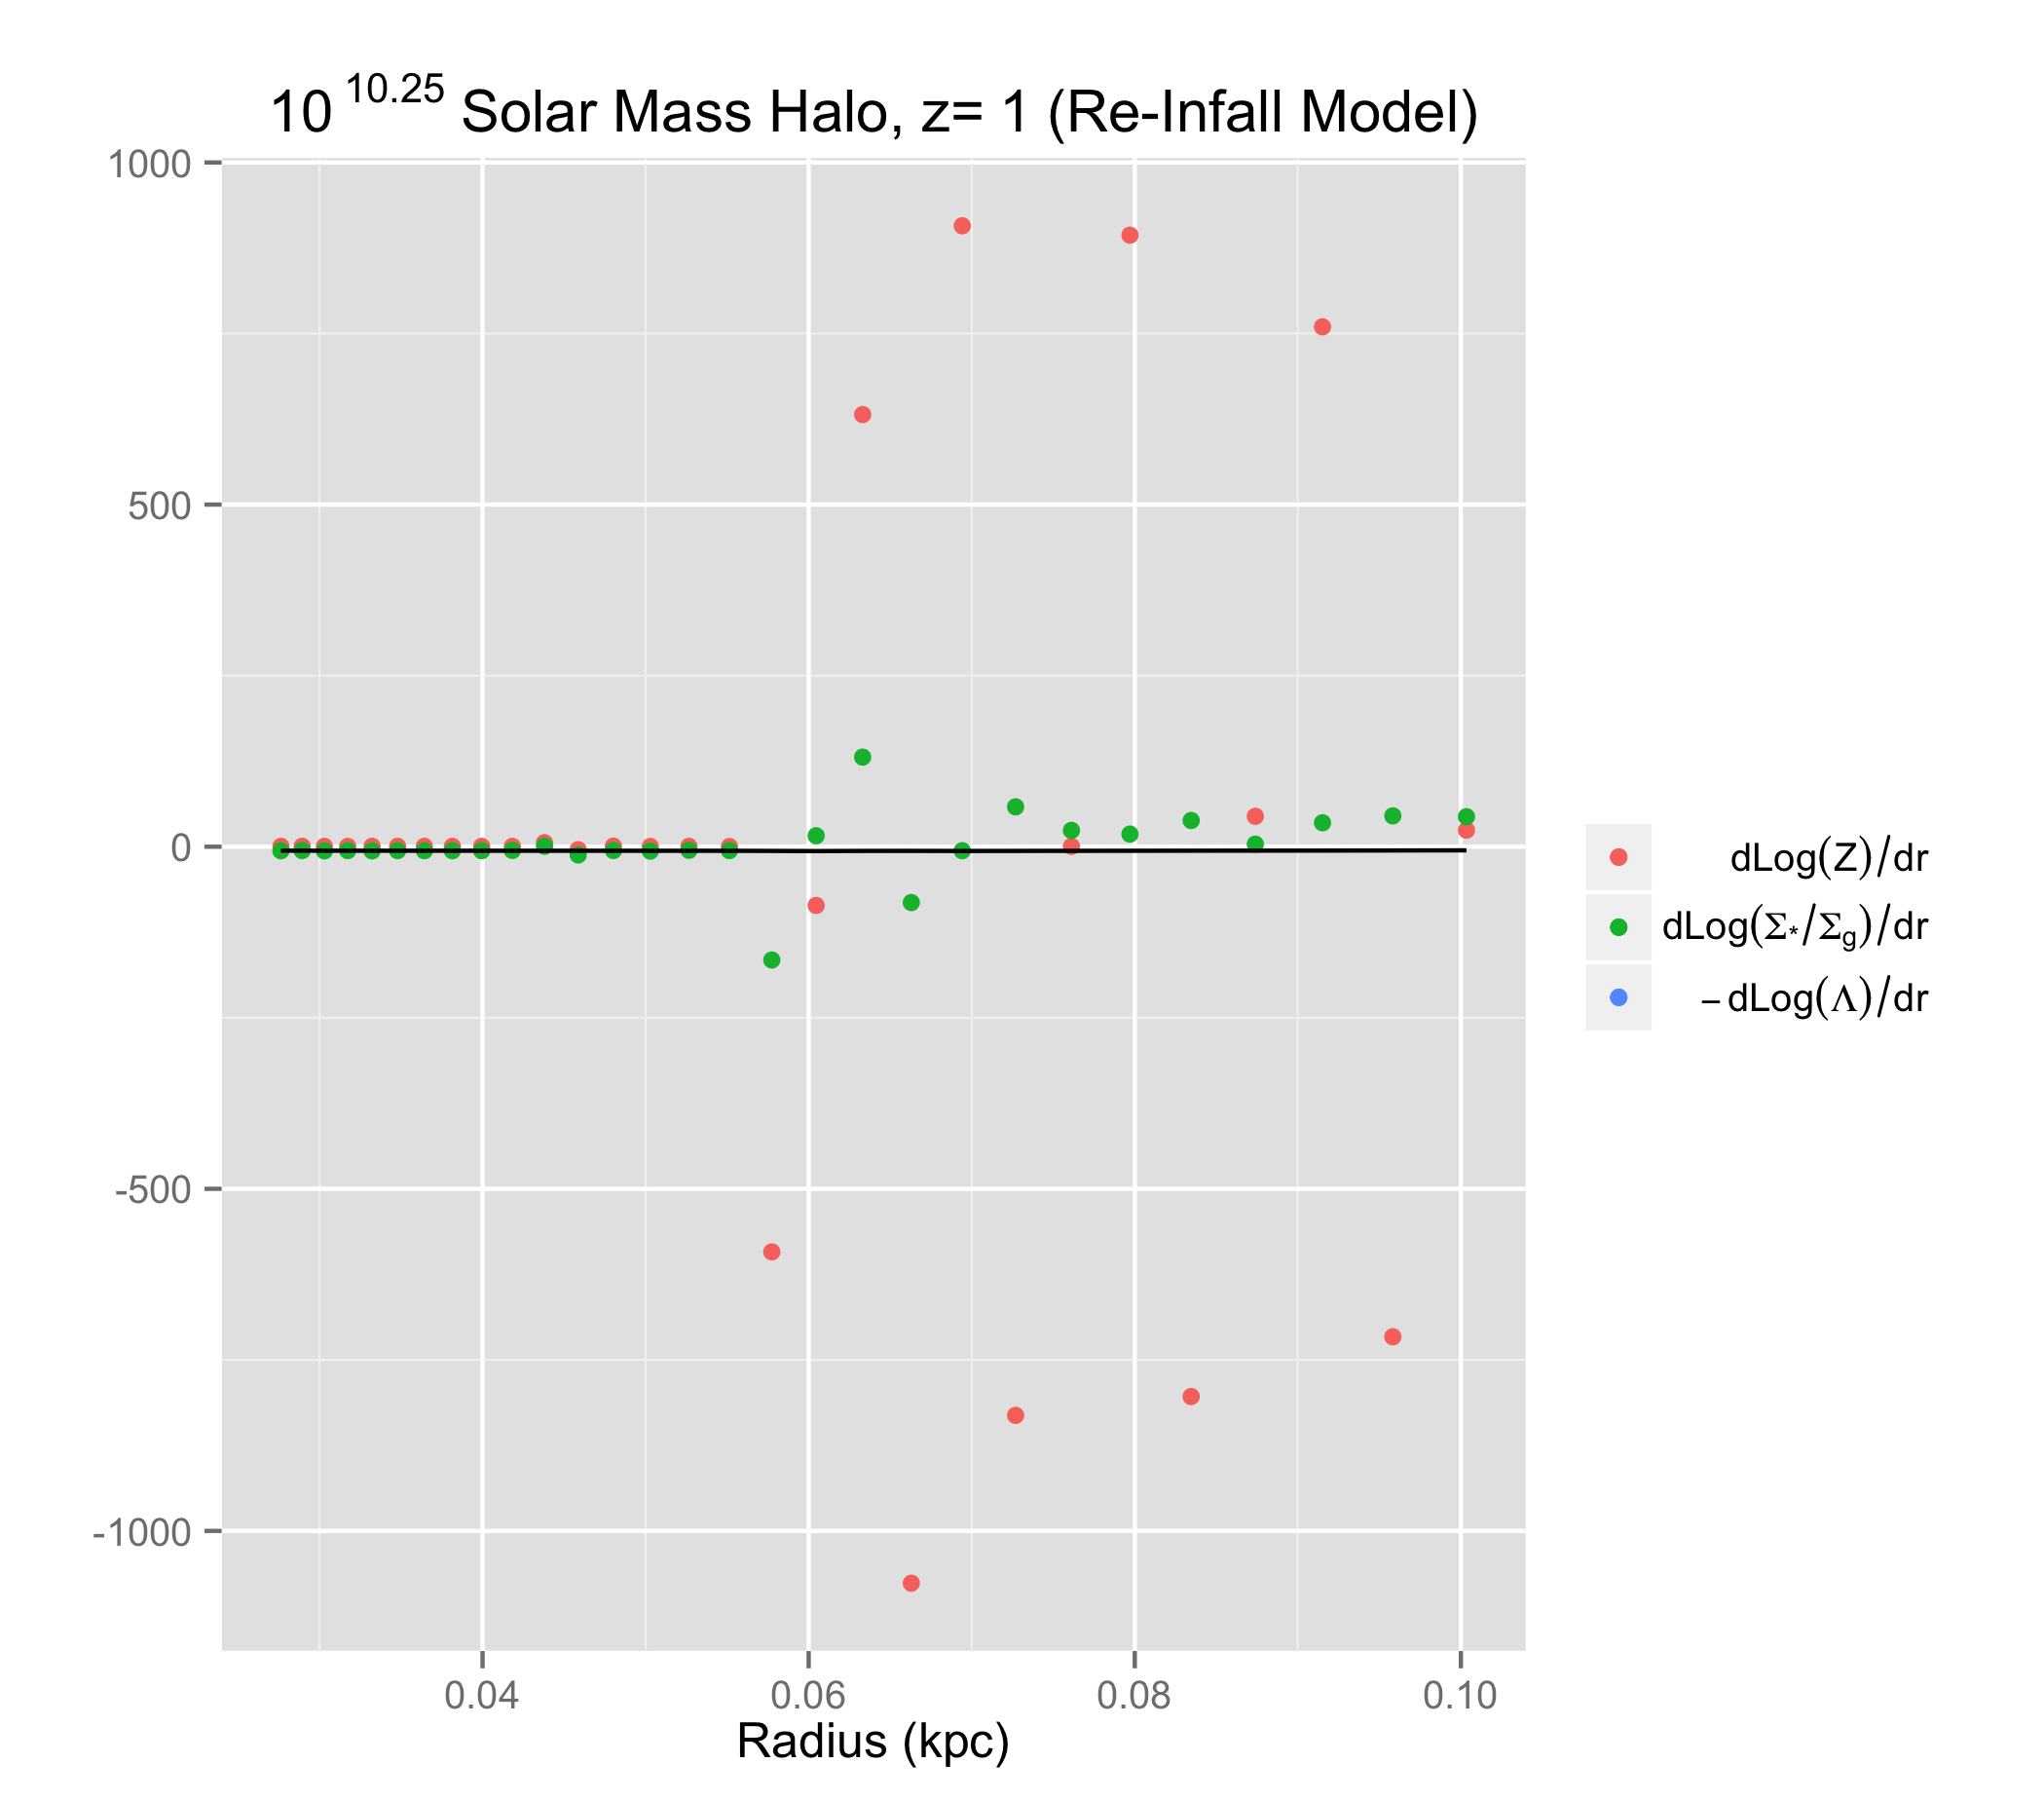 10^10.25 Solar Mass Halo, z= 1 (Re-Infall Model)
1000
500
0
-500
-1000
0.04 0.06 0.08 0.10
Radius (kpc)
dLog(Z)/dr
dLog(Σ*/Σg)/dr
−dLog(Λ)/dr